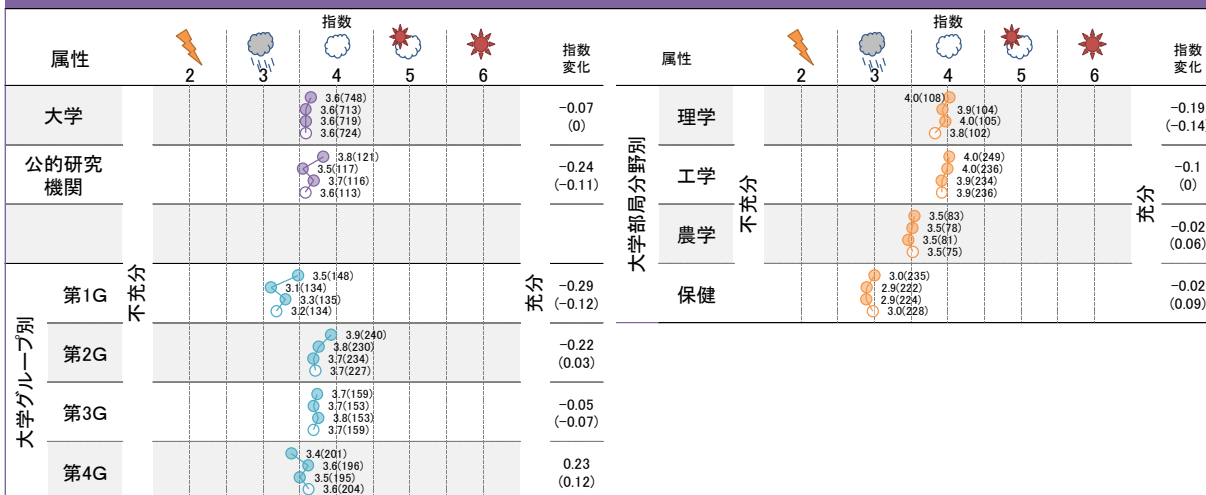 属性
指数
2 3 4 5 6
指数
変化
大学
3.6(748)
3.6(713)
3.6(719)
3.6(724)
-0.07
(0)
公的研究
機関
3.8(121)
3.5(117)
3.7(116)
3.6(113)
-0.24
(-0.11)
不充分
充分
大学グループ別
第1G
3.5(148)
3.1(134)
3.3(135)
3.2(134)
-0.29
(-0.12)
第2G
3.9(240)
3.8(230)
3.7(234)
3.7(227)
-0.22
(0.03)
第3G
3.7(159)
3.7(153)
3.8(153)
3.7(159)
-0.05
(-0.07)
第4G
3.4(201)
3.6(196)
3.5(195)
3.6(204)
0.23
(0.12)
属性
指数
2 3 4 5 6
指数
変化
大学部局分野別
不充分
充分
理学
4.0(108)
3.9(104)
4.0(105)
3.8(102)
-0.19
(-0.14)
工学
4.0(249)
4.0(236)
3.9(234)
3.9(236)
-0.1
(0)
農学
3.5(83)
3.5(78)
3.5(81)
3.5(75)
-0.02
(0.06)
保健
3.0(235)
2.9(222)
2.9(224)
3.0(228)
-0.02
(0.09)